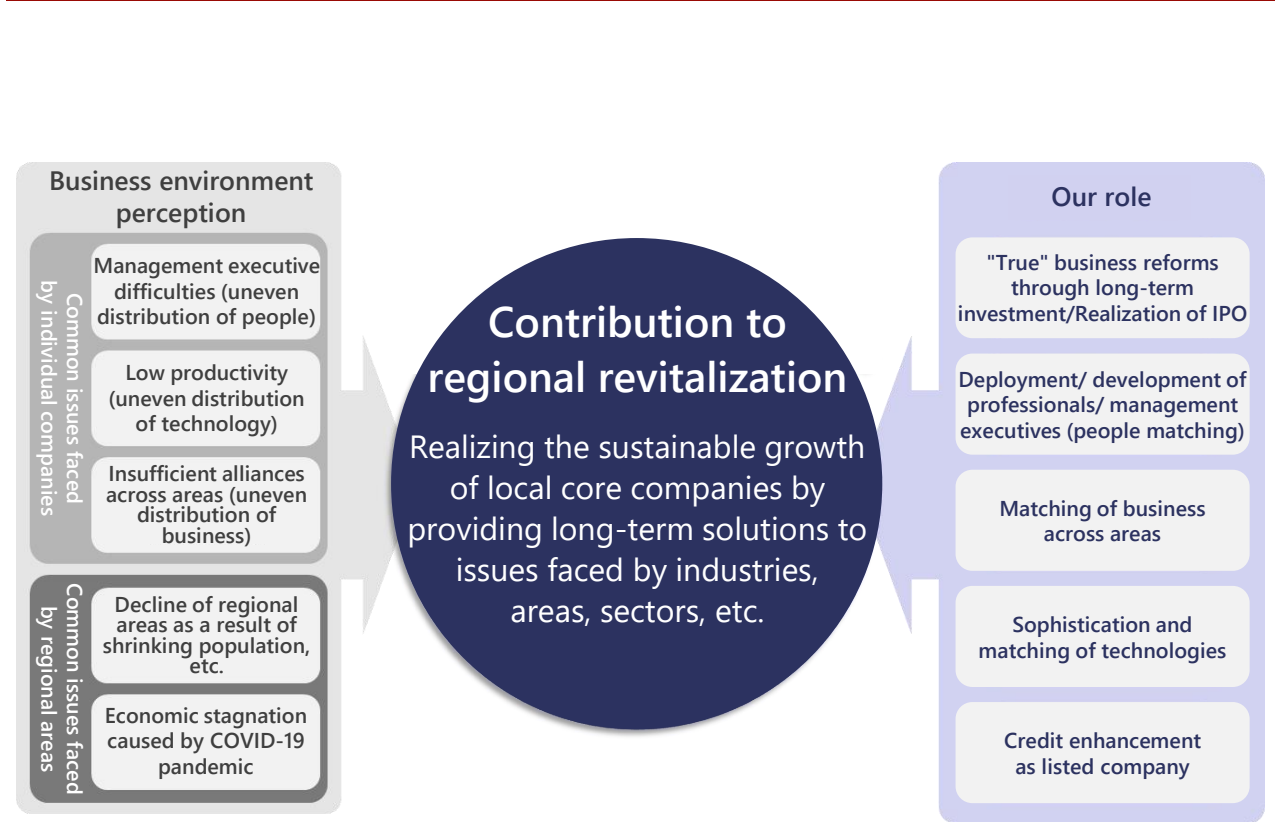 Business environment
perception
Common issues faced
by individual companies
Management executive
difficulties (uneven
distribution of people)
Low productivity
(uneven distribution
of technology)
Insufficient alliances
across areas (uneven
distribution of
business)
Common issues faced
by regional areas
Decline of regional
areas as a result of
shrinking population,
etc.
Economic stagnation
caused by COVID-19
pandemic
Contribution to
regional revitalization
Realizing the sustainable growth
of local core companies by
providing long-term solutions to
issues faced by industries,
areas, sectors, etc.
Our role
"True" business reforms
through long-term
investment/Realization of IPO
Deployment/ development of
professionals/ management
executives (people matching)
Matching of business
across areas
Sophistication and
matching of technologies
Credit enhancement
as listed company